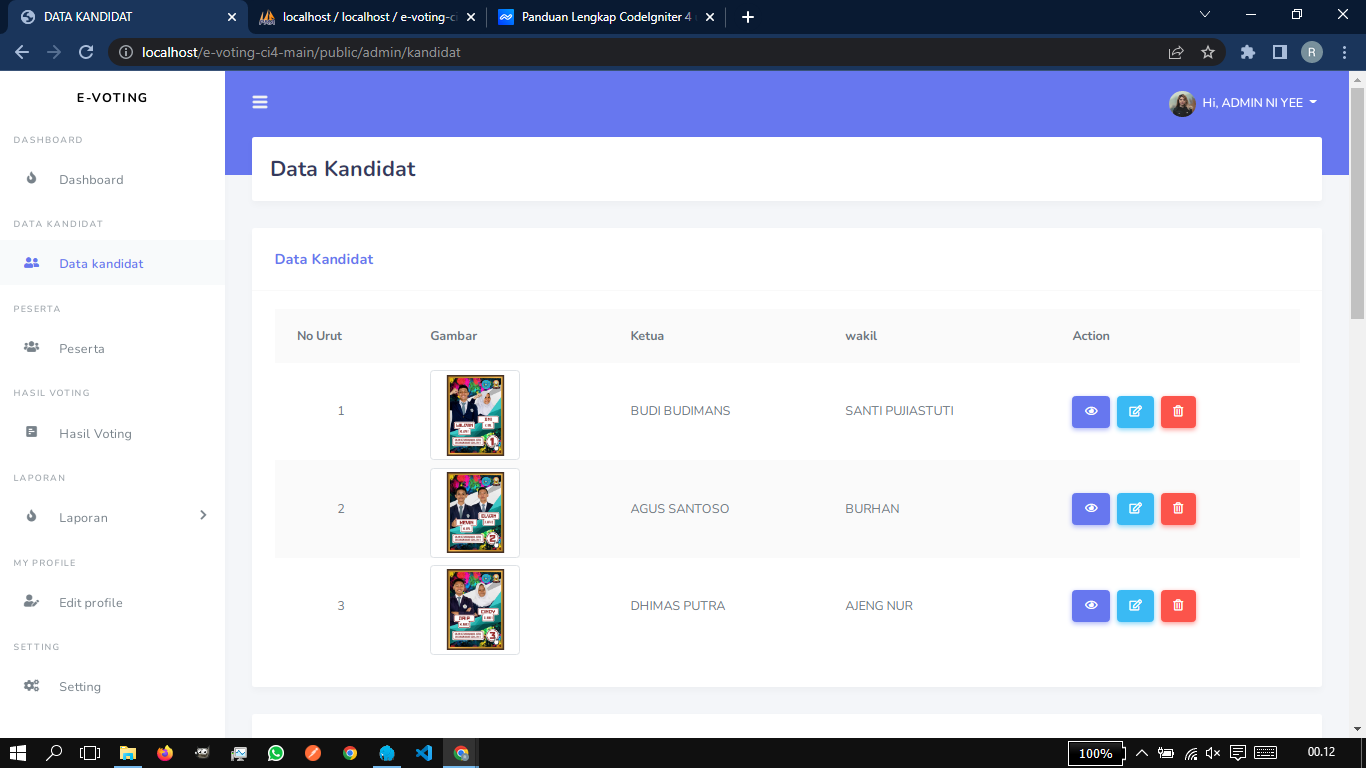 DATA KANDIDAT
localhost / localhost / e-voting-ci
Panduan Lengkap CodeIgniter 4
localhost/e-voting-ci4-main/public/admin/kandidat
R
E-VOTING
Hi, ADMIN NI YEE
DASHBOARD
Dashboard
DATA KANDIDAT
Data kandidat
PESERTA
Peserta
HASIL VOTING
Hasil Voting
LAPORAN
Laporan
MY PROFILE
Edit profile
SETTING
Setting
Data Kandidat
Data Kandidat
No Urut Gambar Ketua wakil Action
1 BUDI BUDIMANS SANTI PUJIASTUTI
2 AGUS SANTOSO BURHAN
3 DHIMAS PUTRA AJENG NUR
100%
00.12